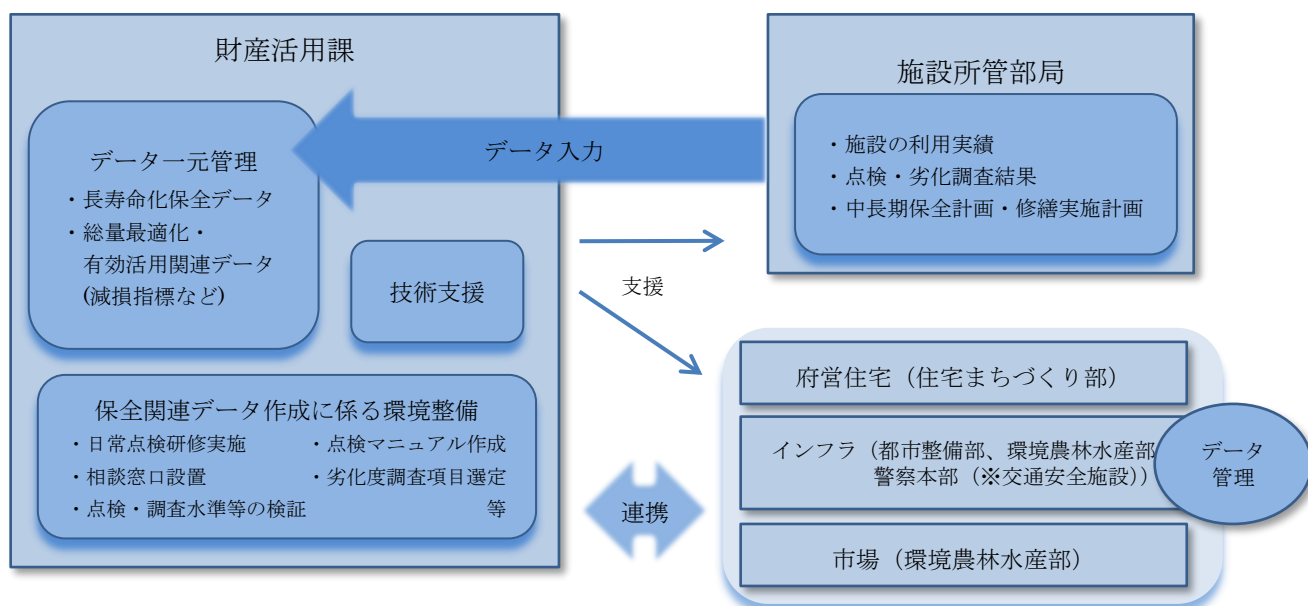 財産活用課
データ一元管理
・長寿命化保全データ
・総量最適化・
有効活用関連データ
(減損指標など)
技術支援
保全関連データ作成に係る環境整備
・日常点検研修実施 ・点検マニュアル作成
・相談窓口設置 ・劣化度調査項目選定
・点検・調査水準等の検証 等
データ入力
施設所管部局
・施設の利用実績
・点検・劣化調査結果
・中長期保全計画・修繕実施計画
支援
連携
府営住宅（住宅まちづくり部）
インフラ（都市整備部、環境農林水産部
警察本部（※交通安全施設））
市場（環境農林水産部）
データ
管理